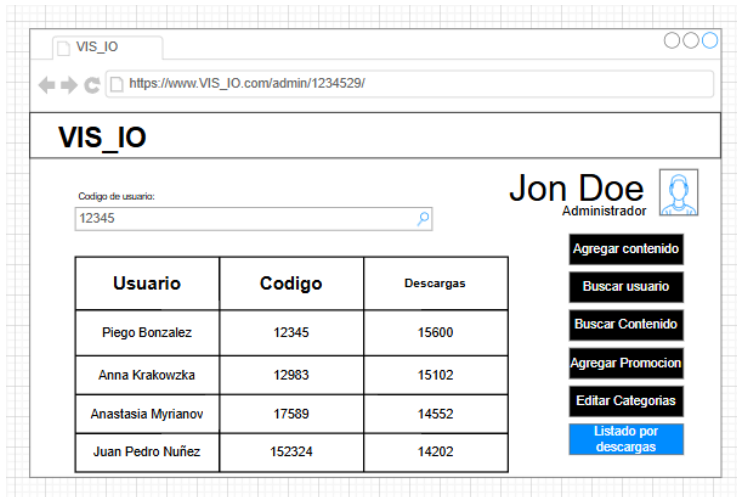 VIS_IO
https://www.VIS_IO.com/admin/1234529/
VIS_IO
Jon Doe
Administrador
Codigo de usuario:
12345
Usuario Codigo Descargas
Piego Bonzalez 12345 15600
Anna Krakowzka 12983 15102
Anastasia Myrianov 17589 14552
Juan Pedro Nuñez 152324 14202
Agregar contenido
Buscar usuario
Buscar Contenido
Agregar Promocion
Editar Categorias
Listado por
descargas